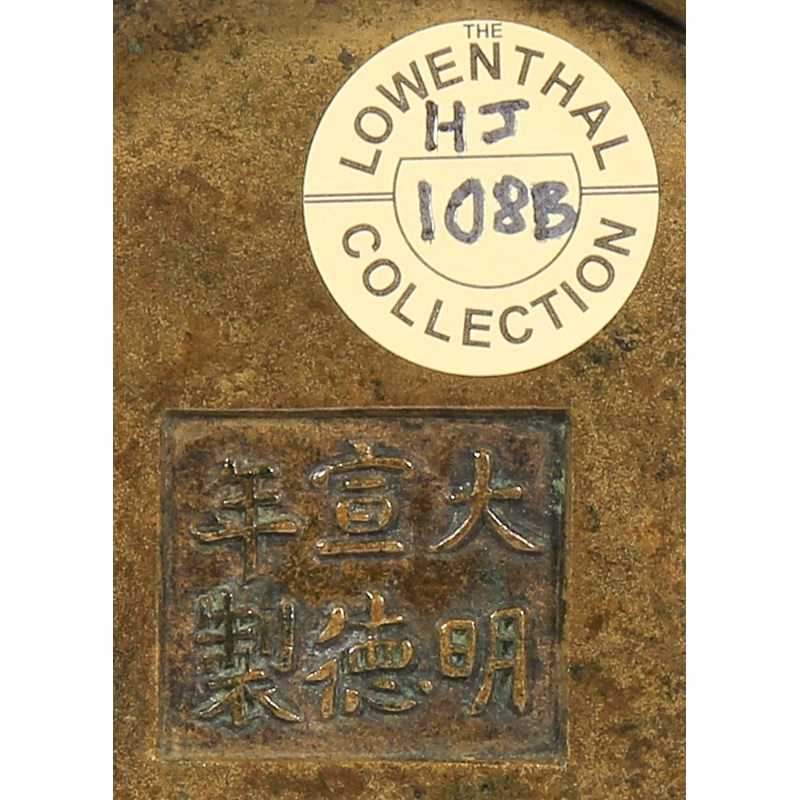 THE
LOWENTHAL
HJ
108B
COLLECTION
大明
宣德
年製